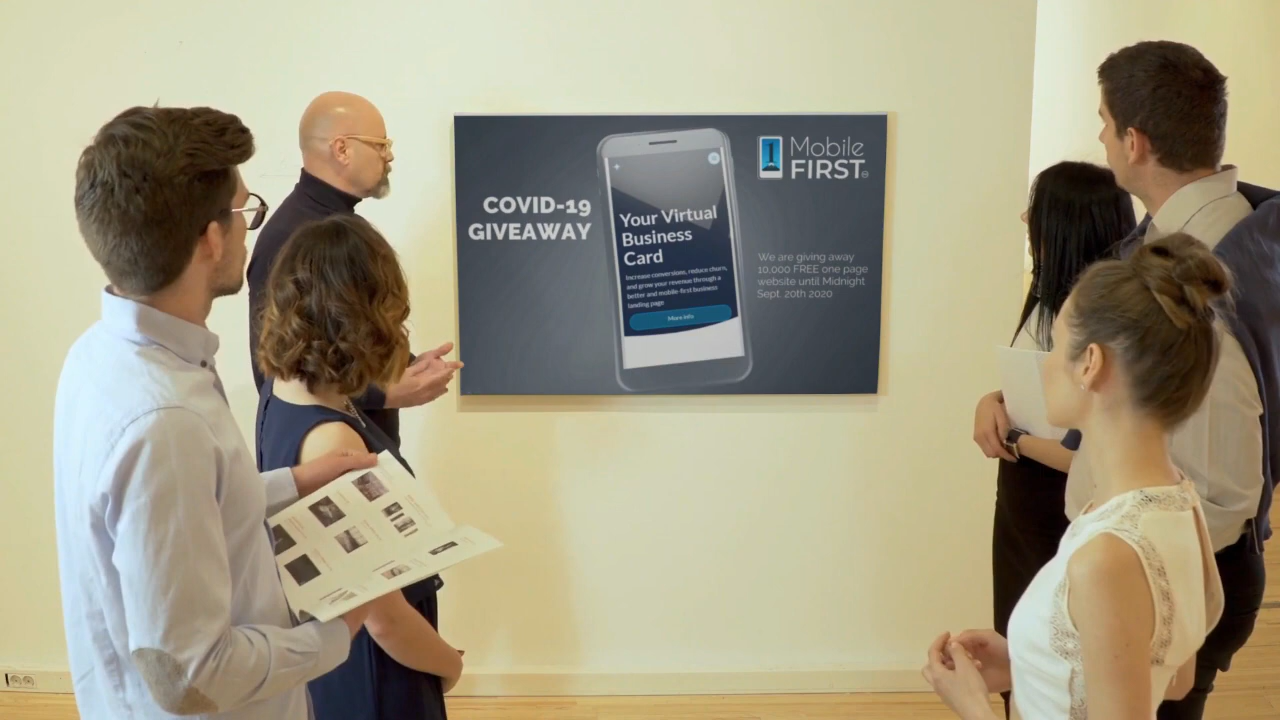 COVID-19
GIVEAWAY
Your Virtual
Business
Card
Increase conversions, reduce churn,
and grow your revenue through a
better and mobile-first business
landing page
More info
1
Mobile
FIRST
We are giving away
10,000 FREE one page
website until Midnight
Sept. 20th 2020